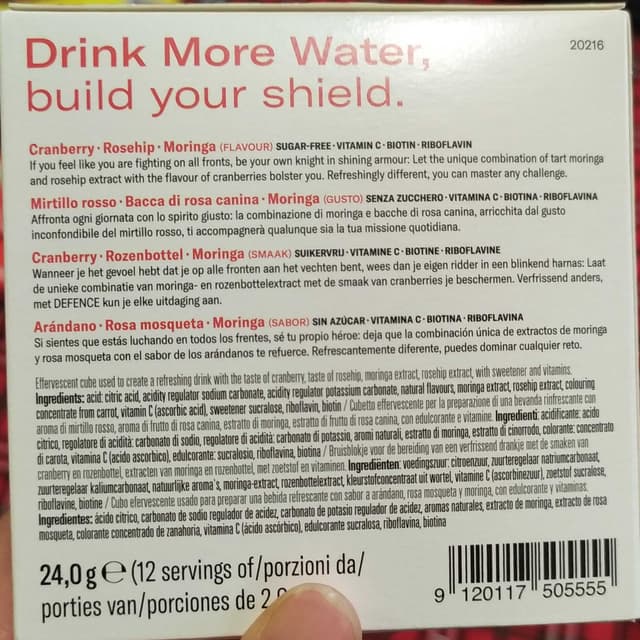 Drink More Water,
build your shield.
20216
Cranberry · Rosehip · Moringa (FLAVOUR) SUGAR-FREE · VITAMIN C · BIOTIN · RIBOFLAVIN
If you feel like you are fighting on all fronts, be your own knight in shining armour: Let the unique combination of tart moringa
and rosehip extract with the flavour of cranberries bolster you. Refreshingly different, you can master any challenge.
Mirtillo rosso · Bacca di rosa canina · Moringa (GUSTO) SENZA ZUCCHERO · VITAMINA C · BIOTINA · RIBOFLAVINA
Affronta ogni giornata con lo spirito giusto: la combinazione di moringa e bacche di rosa canina, arricchita dal gusto
inconfondibile del mirtillo rosso, ti accompagnerà qualunque sia la tua missione quotidiana.
Cranberry · Rozenbottel · Moringa (SMAAK) SUIKERVRIJ · VITAMINE C · BIOTINE · RIBOFLAVINE
Wanneer je het gevoel hebt dat je op alle fronten aan het vechten bent, wees dan je eigen ridder in een blinkend harnas: Laat
de unieke combinatie van moringa- en rozenbottelextract met de smaak van cranberries je beschermen. Verfrissend anders,
met DEFENCE kun je elke uitdaging aan.
Arándano · Rosa mosqueta · Moringa (SABOR) SIN AZÚCAR · VITAMINA C · BIOTINA · RIBOFLAVINA
Si sientes que estás luchando en todos los frentes, sé tu propio héroe: deja que la combinación única de extractos de moringa
y rosa mosqueta con el sabor de los arándanos te refuerce. Refrescantemente diferente, puedes dominar cualquier reto.
Effervescent cube used to create a refreshing drink with the taste of cranberry, taste of rosehip, moringa extract, rosehip extract, with sweetener and vitamins.
Ingredients: acid: citric acid, acidity regulator sodium carbonate, acidity regulator potassium carbonate, natural flavours, moringa extract, rosehip extract, colouring
concentrate from carrot, vitamin C (ascorbic acid), sweetener sucralose, riboflavin, biotin / Cubetto effervescente per la preparazione di una bevanda rinfrescante con
aroma di mirtillo rosso, aroma di frutto di rosa canina, estratto di moringa, estratto di frutto di rosa canina, con edulcorante e vitamine. Ingredienti: acidificante: acido
citrico, regolatore di acidità: carbonato di sodio, regolatore di acidità: carbonato di potassio, aromi naturali, estratto di moringa, estratto di cinorrodo, colorante: concentrato
di carota, vitamina C (acido ascorbico), edulcorante: sucralosio, riboflavina, biotina / Bruisblokje voor de bereiding van een verfrissend drankje met de smaken van
cranberry en rozenbottel, extracten van moringa en rozenbottel, met zoetstof en vitaminen. Ingrediënten: voedingszuur: citroenzuur, zuurteregelaar natriumcarbonaat,
zuurteregelaar kaliumcarbonaat, natuurlijke aroma's, moringa-extract, rozenbottelextract, kleurstofconcentraat uit wortel, vitamine C (ascorbinezuur), zoetstof sucralose,
riboflavine, biotine / Cubo efervescente usado para preparar una bebida refrescante con sabor a arándano, rosa mosqueta y moringa, con edulcorante y vitaminas.
Ingredientes: ácido cítrico, carbonato de sodio regulador de acidez, carbonato de potasio regulador de acidez, aromas naturales, extracto de moringa, extracto de rosa
mosqueta, colorante concentrado de zanahoria, vitamina C (ácido ascórbico), edulcorante sucralosa, riboflavina, biotina
24,0 g ℮ (12 servings of/porzioni da/
porties van/porciones de
9 120117 505555